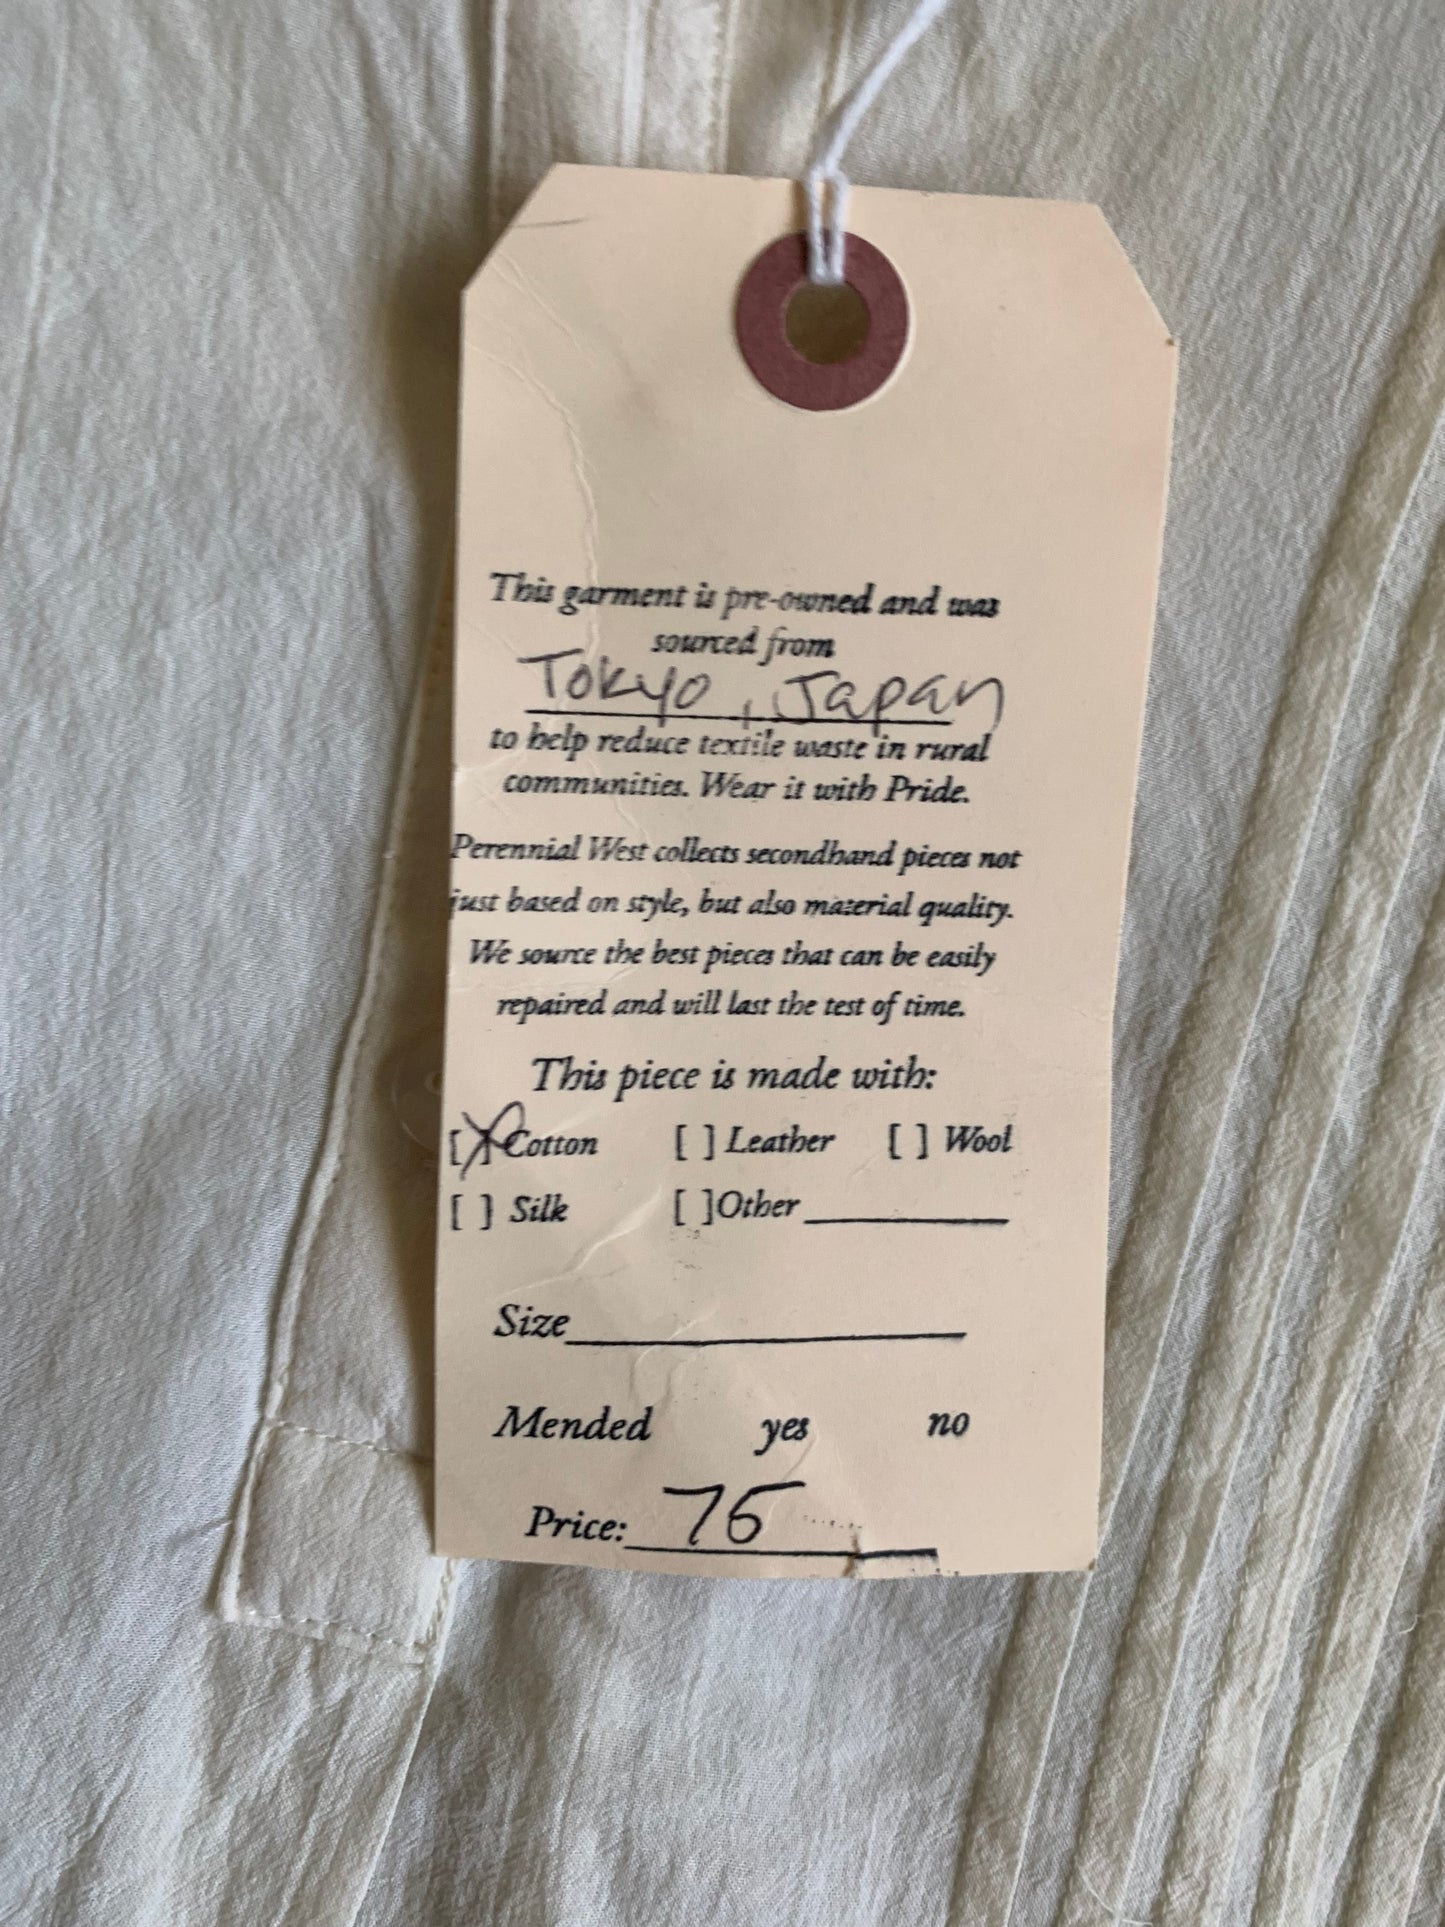 This garment is pre-owned and was
sourced from
Tokyo, Japan
to help reduce textile waste in rural
communities. Wear it with Pride.
Perennial West collects secondhand pieces not
just based on style, but also material quality.
We source the best pieces that can be easily
repaired and will last the test of time.
This piece is made with:
[X] Cotton [ ] Leather [ ] Wool
[ ] Silk [ ] Other ________
Size ________
Mended yes no
Price: 75